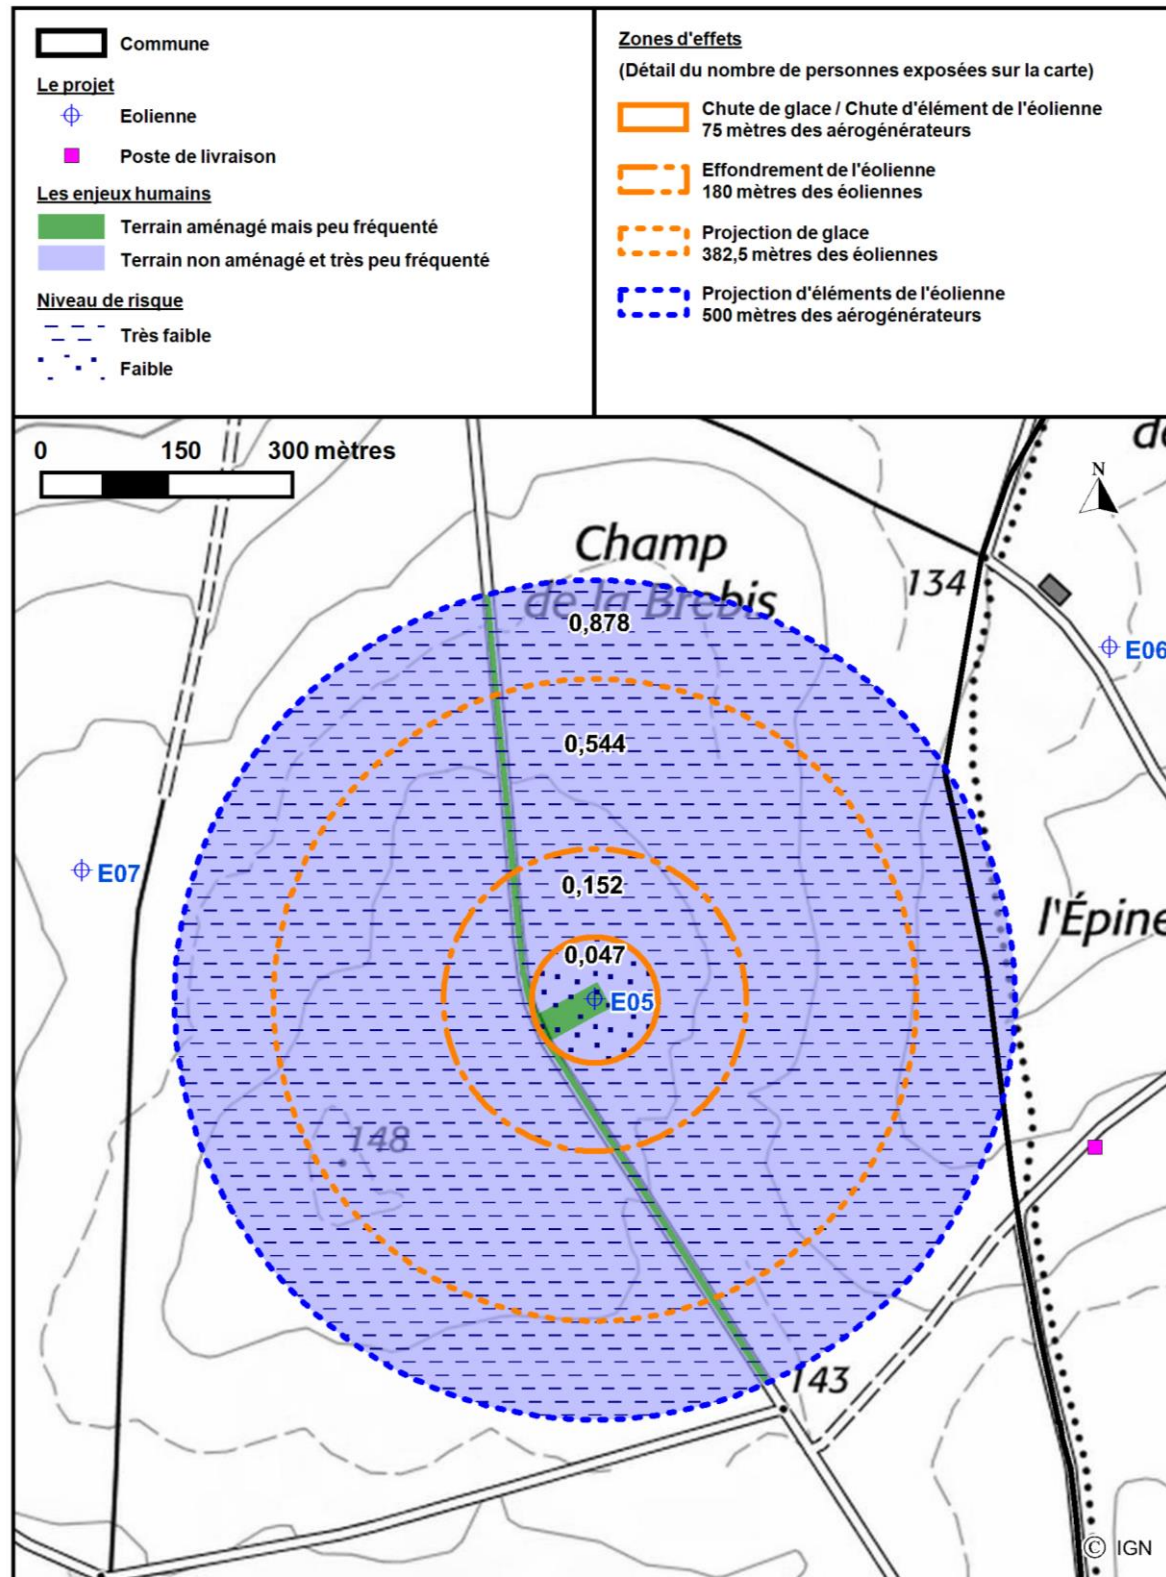 Commune
Le projet
Eolienne
Poste de livraison
Les enjeux humains
Terrain aménagé mais peu fréquenté
Terrain non aménagé et très peu fréquenté
Niveau de risque
Très faible
Faible
Zones d'effets
(Détail du nombre de personnes exposées sur la carte)
Chute de glace / Chute d'élément de l'éolienne
75 mètres des aérogénérateurs
Effondrement de l'éolienne
180 mètres des éoliennes
Projection de glace
382,5 mètres des éoliennes
Projection d'éléments de l'éolienne
500 mètres des aérogénérateurs
0 150 300 mètres
de
N
Champ
de la Brebis
134
0,878
E06
0,544
E07
0,152
l'Épine
0,047
E05
148
143
© IGN